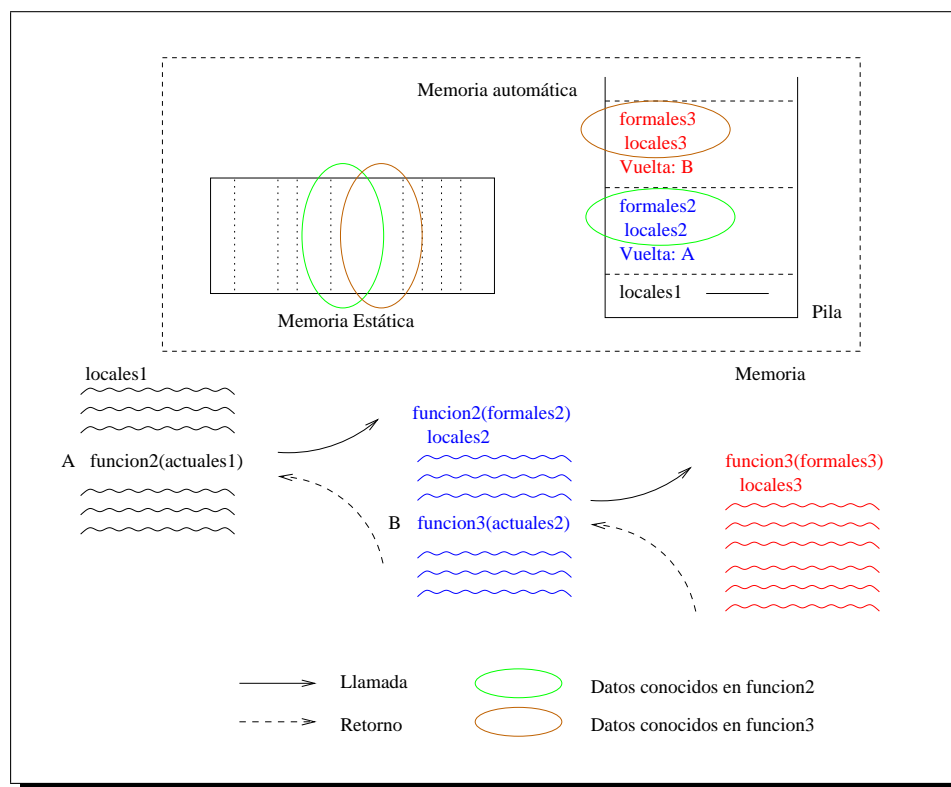 Memoria automática
formales3
locales3
Vuelta: B
formales2
locales2
Vuelta: A
locales1
Pila
Memoria Estática
Memoria
locales1
A funcion2(actuales1)
funcion2(formales2)
locales2
B funcion3(actuales2)
funcion3(formales3)
locales3
Llamada
Datos conocidos en funcion2
Retorno
Datos conocidos en funcion3